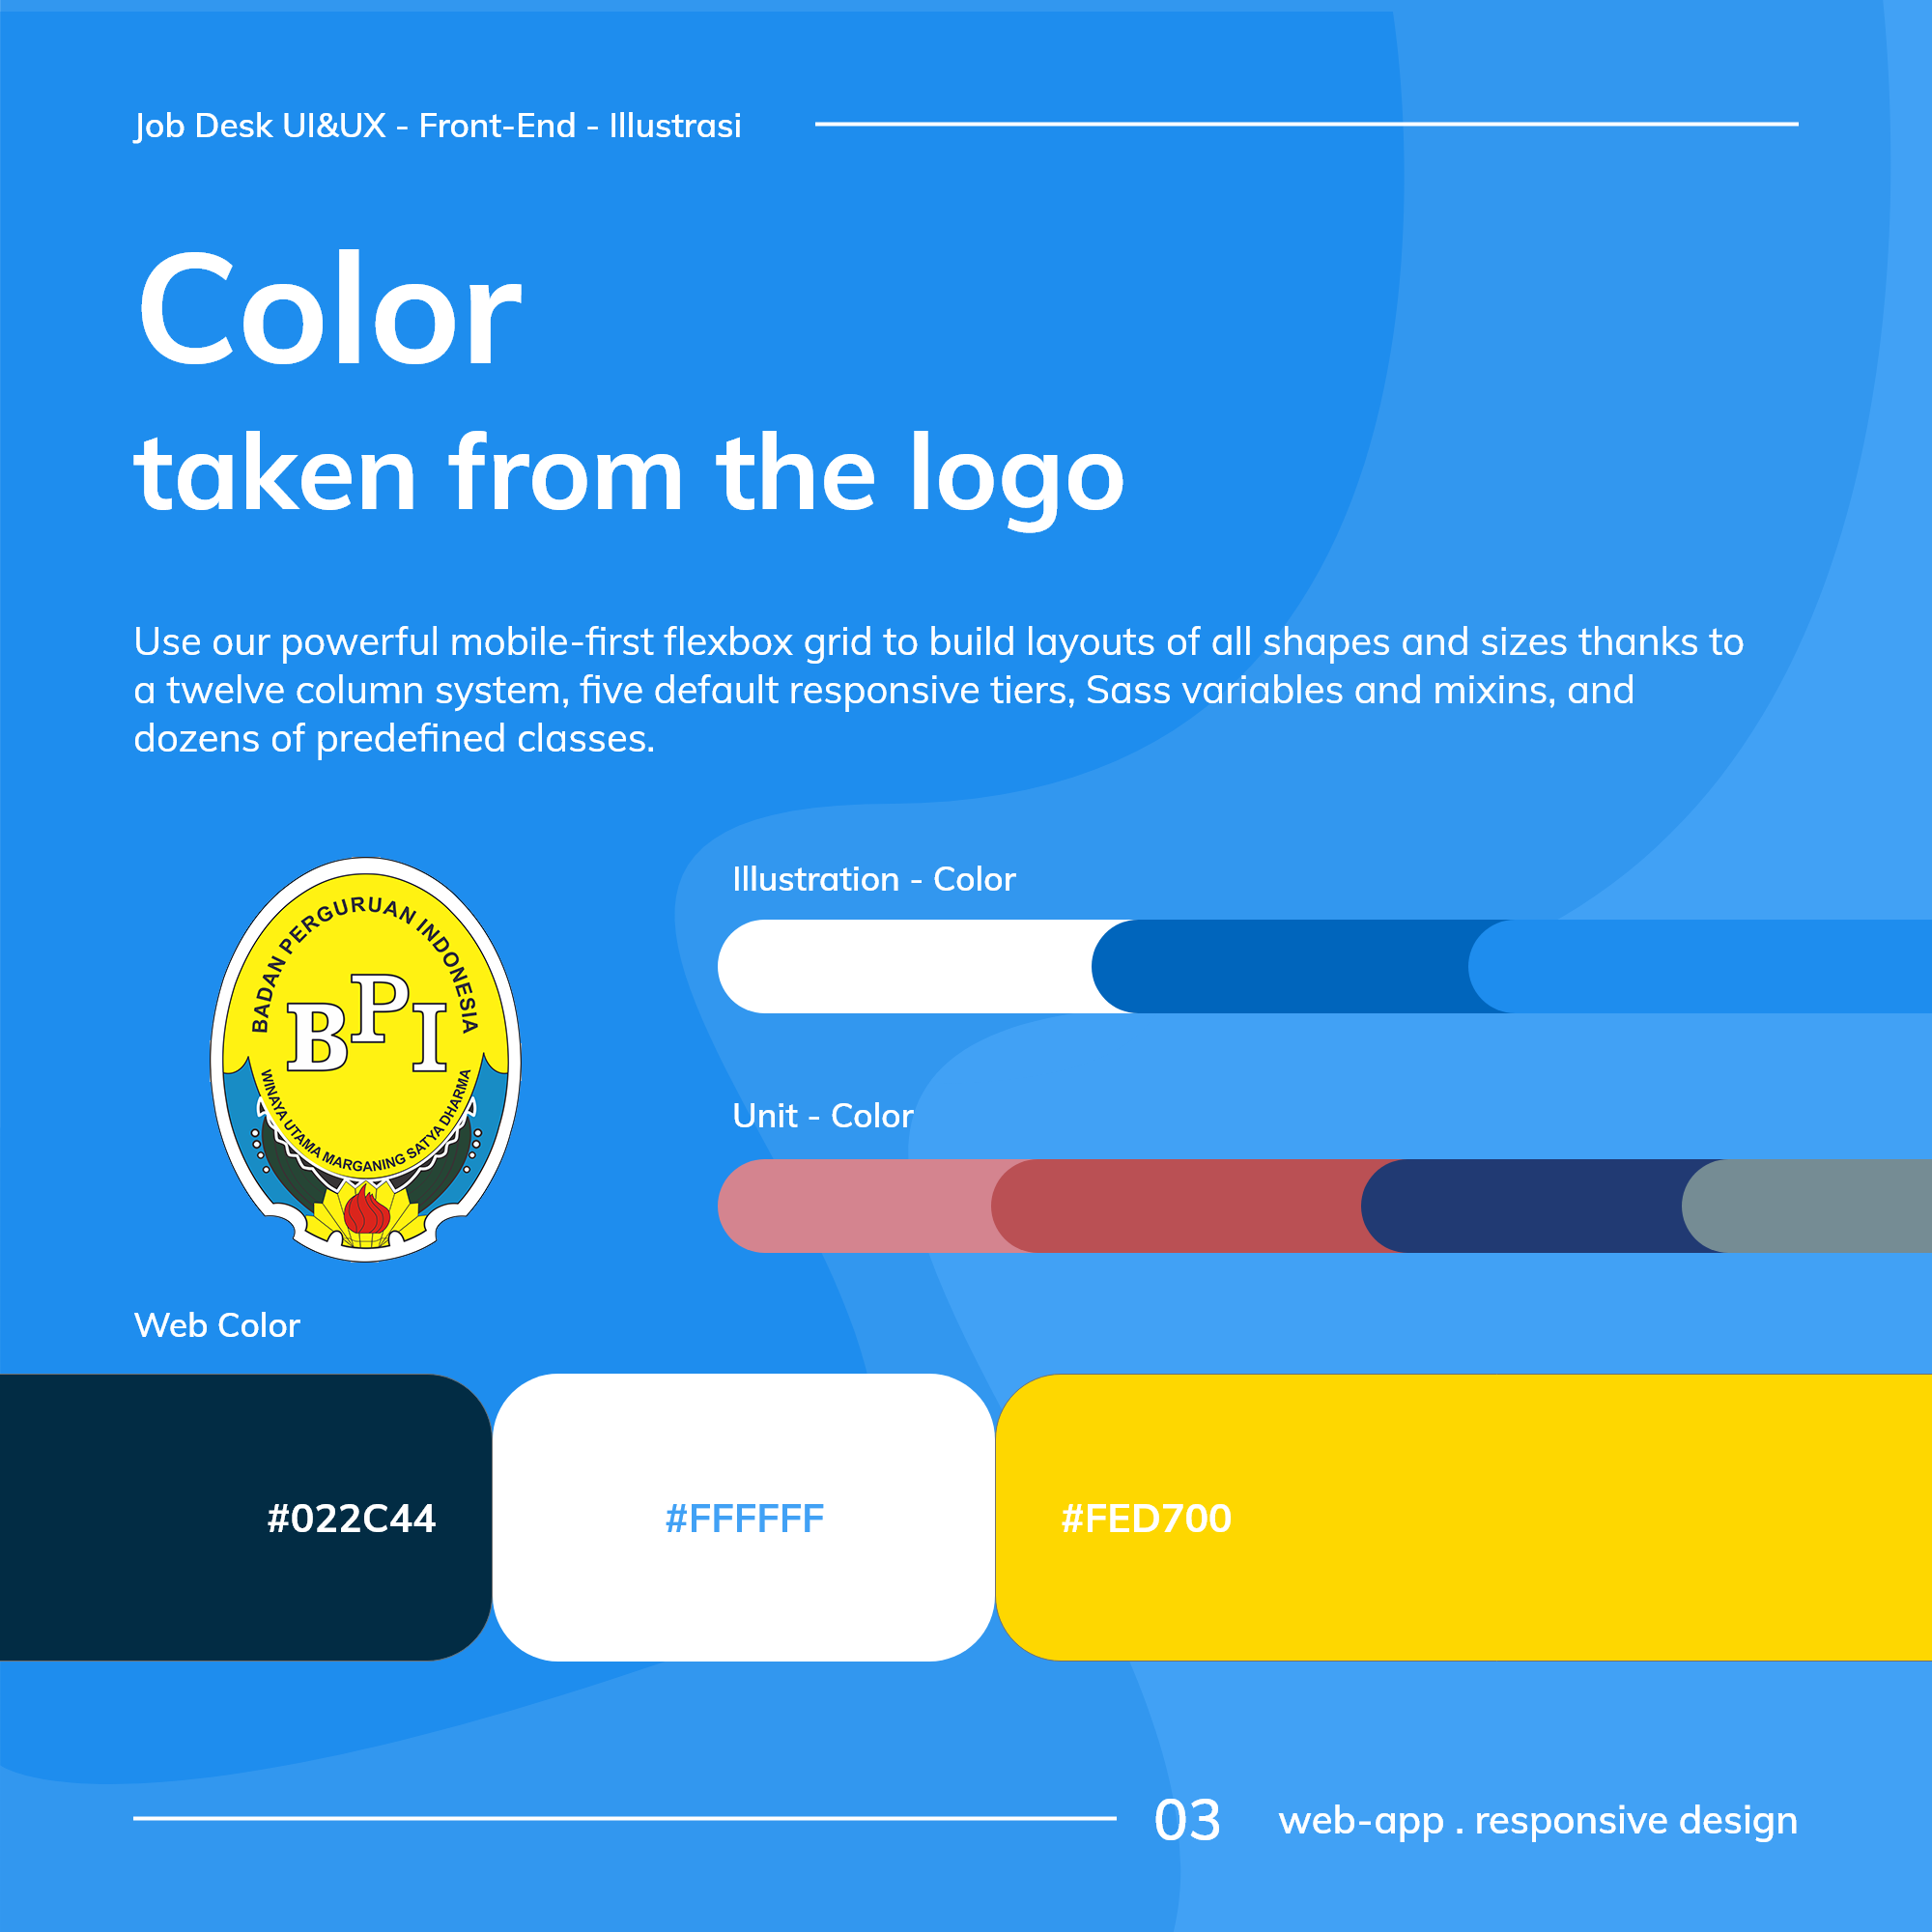 Job Desk UI&UX - Front-End - Illustrasi
Color
taken from the logo
Use our powerful mobile-first flexbox grid to build layouts of all shapes and sizes thanks to
a twelve column system, five default responsive tiers, Sass variables and mixins, and
dozens of predefined classes.
BADAN PERGURUAN INDONESIA
BPI
WINAYA UTAMA MARGANING SATYA DHARMA
Illustration - Color
Unit - Color
Web Color
#022C44
#FFFFFF
#FED700
03
web-app . responsive design